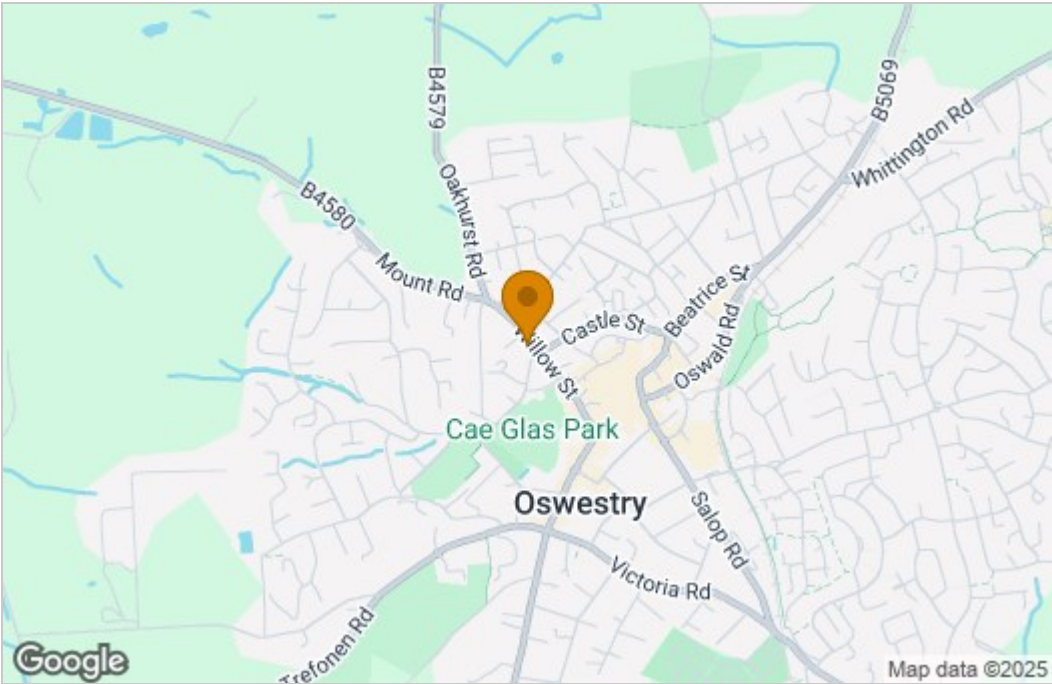 B4579
B5069
Whittington Rd
B4580
Oakhurst Rd
Mount Rd
Beatrice St
Castle St
Willow St
Oswald Rd
Cae Glas Park
Oswestry
Salop Rd
Victoria Rd
Trefonen Rd
Google
Map data ©2025